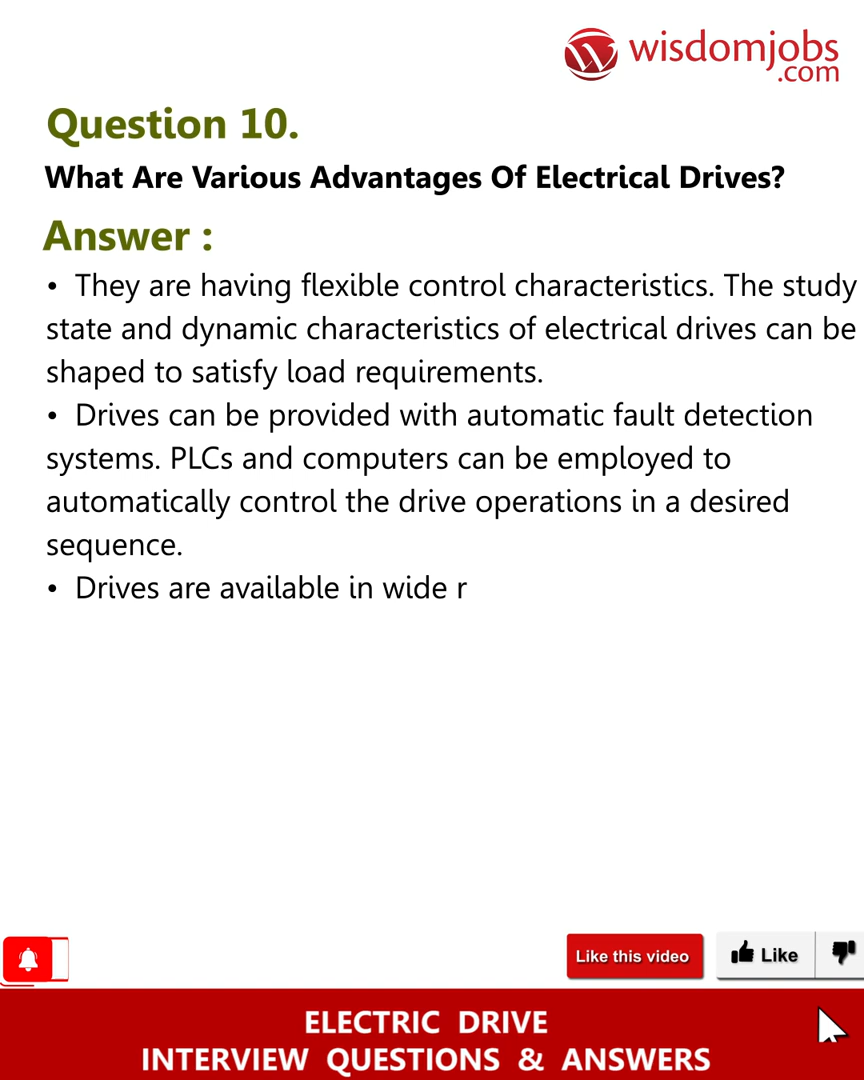 wisdomjobs
.com
Question 10.
What Are Various Advantages Of Electrical Drives?
Answer :
• They are having flexible control characteristics. The study
state and dynamic characteristics of electrical drives can be
shaped to satisfy load requirements.
• Drives can be provided with automatic fault detection
systems. PLCs and computers can be employed to
automatically control the drive operations in a desired
sequence.
• Drives are available in wide r
Like this video
Like
ELECTRIC DRIVE
INTERVIEW QUESTIONS & ANSWERS